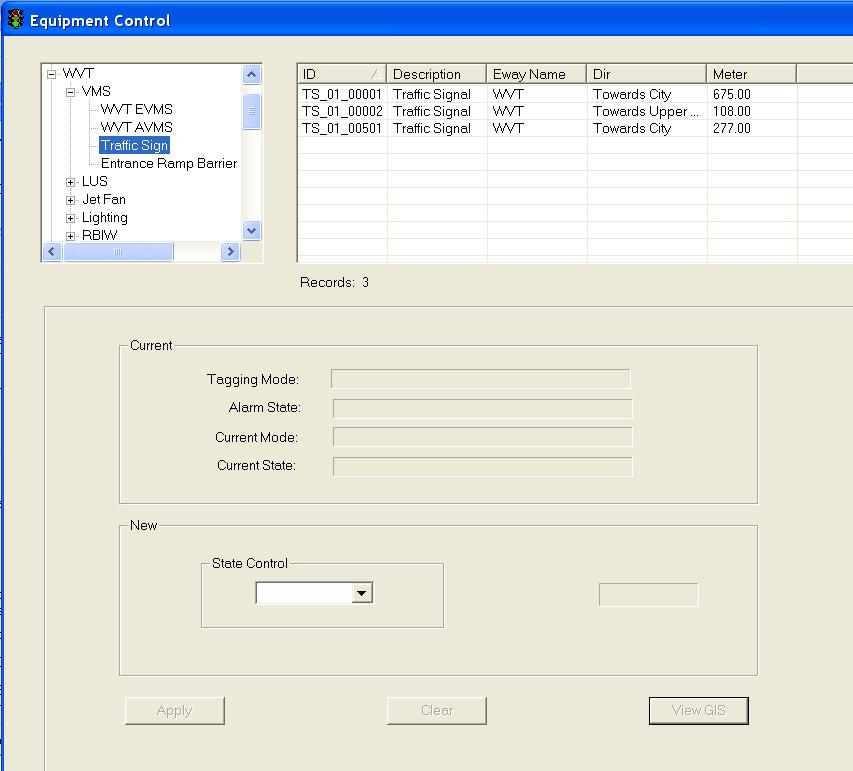 Equipment Control
WVT
VMS
WVT EVMS
WVT AVMS
Traffic Sign
Entrance Ramp Barrier
LUS
Jet Fan
Lighting
RBIW
ID Description Eway Name Dir Meter
TS_01_00001 Traffic Signal WVT Towards City 675.00
TS_01_00002 Traffic Signal WVT Towards Upper ... 108.00
TS_01_00501 Traffic Signal WVT Towards City 277.00
Records: 3
Current
Tagging Mode:
Alarm State:
Current Mode:
Current State:
New
State Control
Apply Clear View GIS